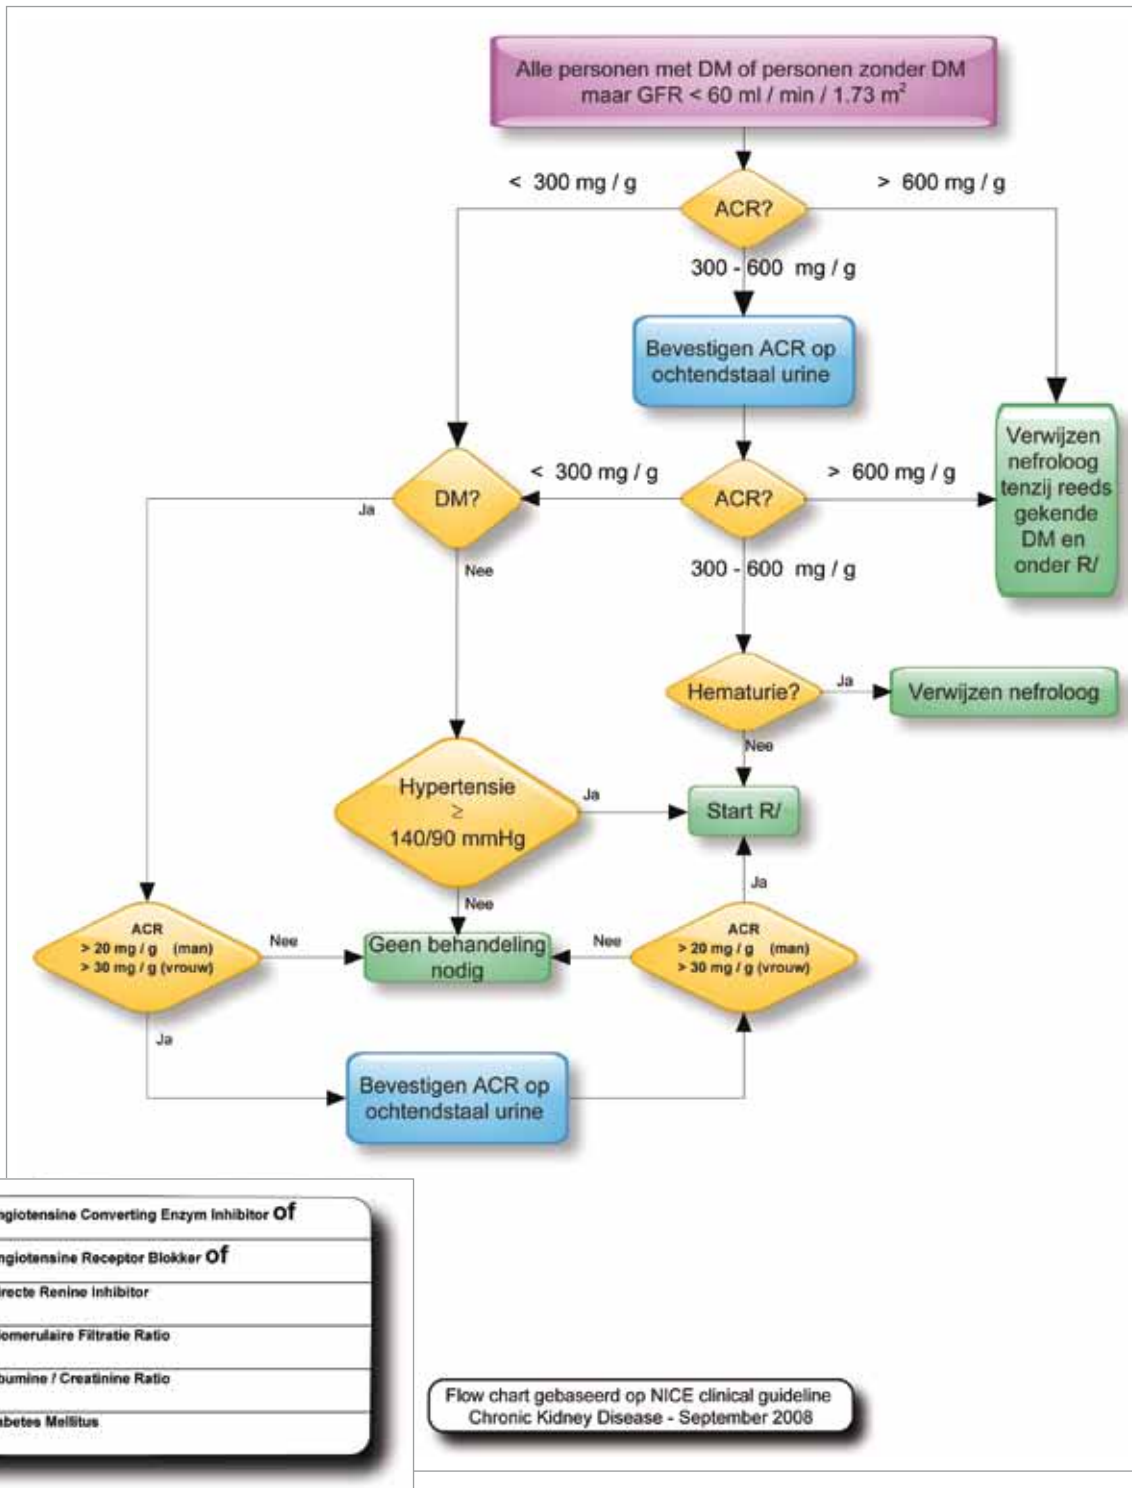 Alle personen met DM of personen zonder DM
maar GFR < 60 ml / min / 1.73 m²
< 300 mg / g
ACR?
> 600 mg / g
300 - 600 mg / g
Bevestigen ACR op
ochtendstaal urine
Verwijzen
nefroloog
tenzij reeds
gekende
DM en
onder R/
DM?
< 300 mg / g
ACR?
> 600 mg / g
Ja
Nee
300 - 600 mg / g
Hematurie?
Ja
Verwijzen nefroloog
Nee
Hypertensie
≥
140/90 mmHg
Ja
Start R/
Nee
Ja
ACR
> 20 mg / g (man)
> 30 mg / g (vrouw)
Nee
Geen behandeling
nodig
Nee
ACR
> 20 mg / g (man)
> 30 mg / g (vrouw)
Ja
Bevestigen ACR op
ochtendstaal urine
ngiotensine Converting Enzym Inhibitor of
ngiotensine Receptor Blokker of
irecte Renine Inhibitor
lomerulaire Filtratie Ratio
bumine / Creatinine Ratio
abetes Mellitus
Flow chart gebaseerd op NICE clinical guideline
Chronic Kidney Disease - September 2008